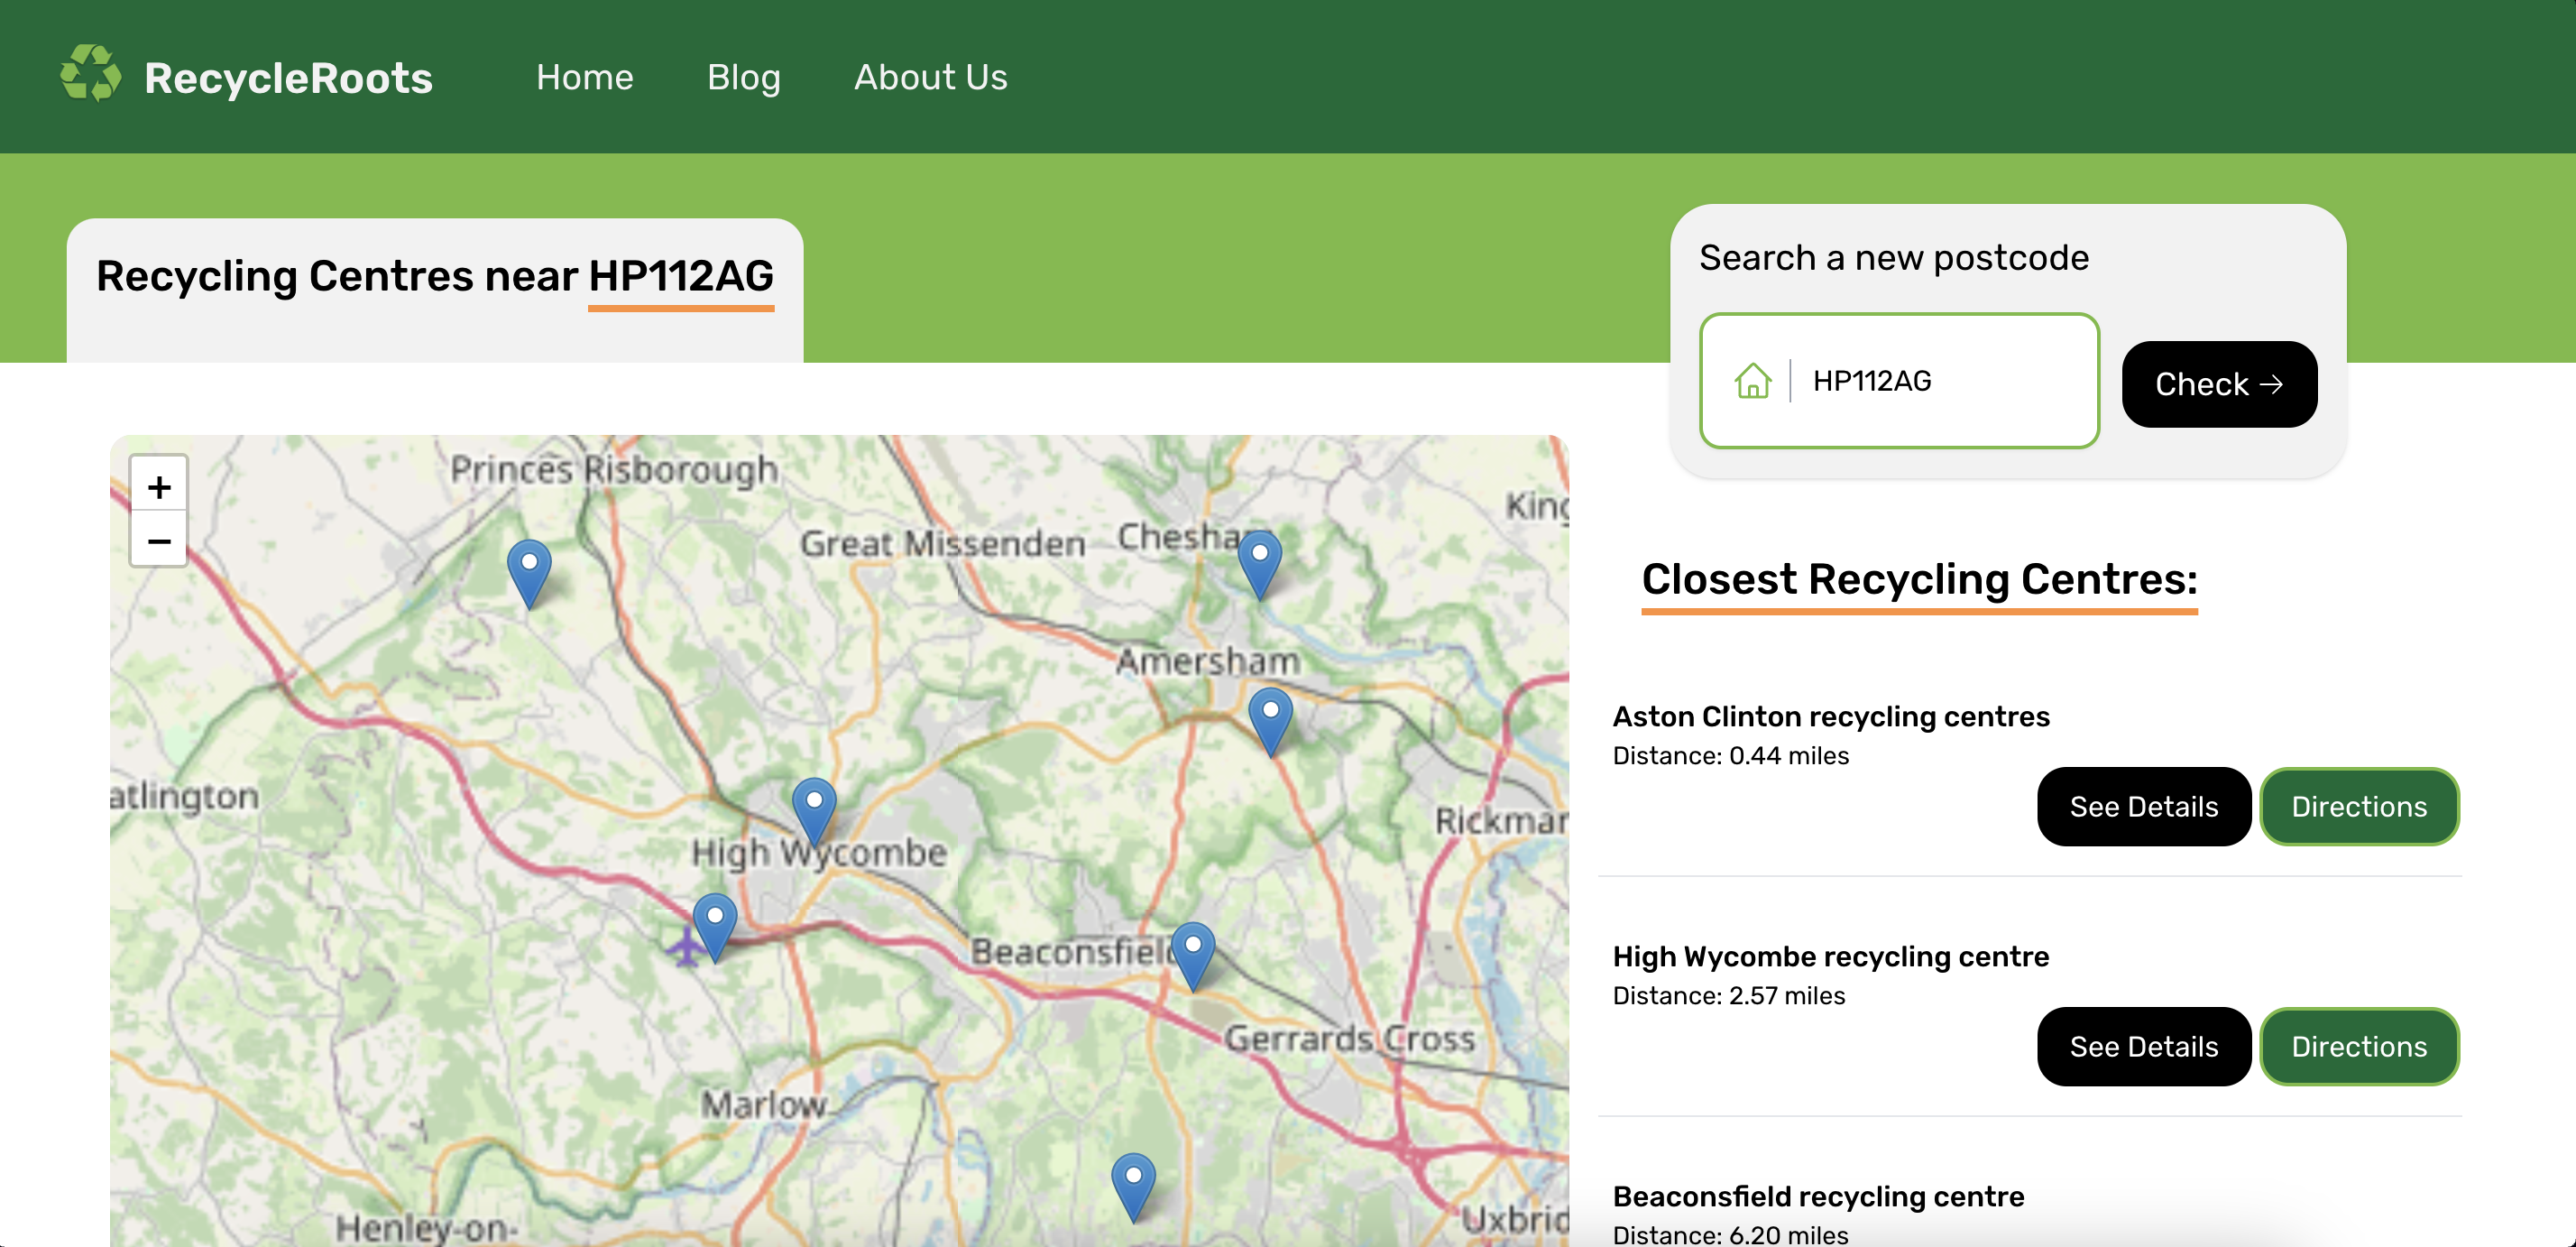 RecycleRoots
Home
Blog
About Us
Recycling Centres near HP112AG
Search a new postcode
HP112AG
Check →
+
−
Princes Risborough
Great Missenden
Chesham
King
Amersham
atlington
Rickmar
High Wycombe
Beaconsfield
Gerrards Cross
Marlow
Henley-on-
Uxbrid
Closest Recycling Centres:
Aston Clinton recycling centres
Distance: 0.44 miles
See Details
Directions
High Wycombe recycling centre
Distance: 2.57 miles
See Details
Directions
Beaconsfield recycling centre
Distance: 6.20 miles